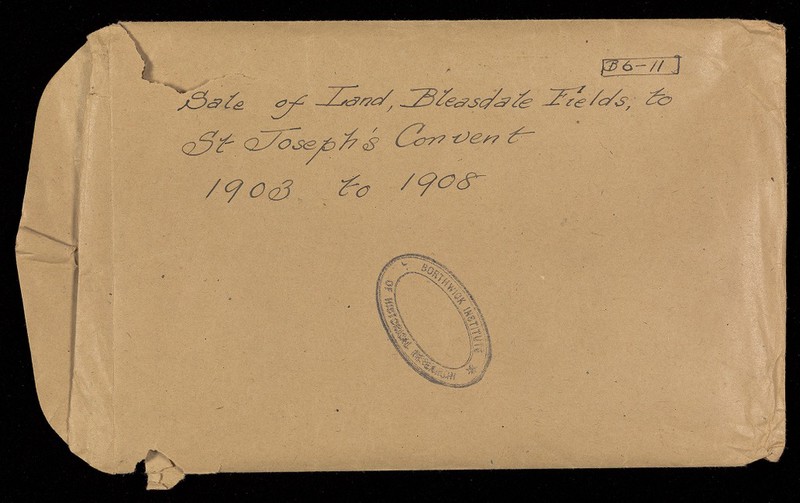 [B6-11]
Sale of Land, Bleasdale Fields, to
St Joseph's Convent
1903 to 1908
BORTHWICK INSTITUTE
OF HISTORICAL RESEARCH *